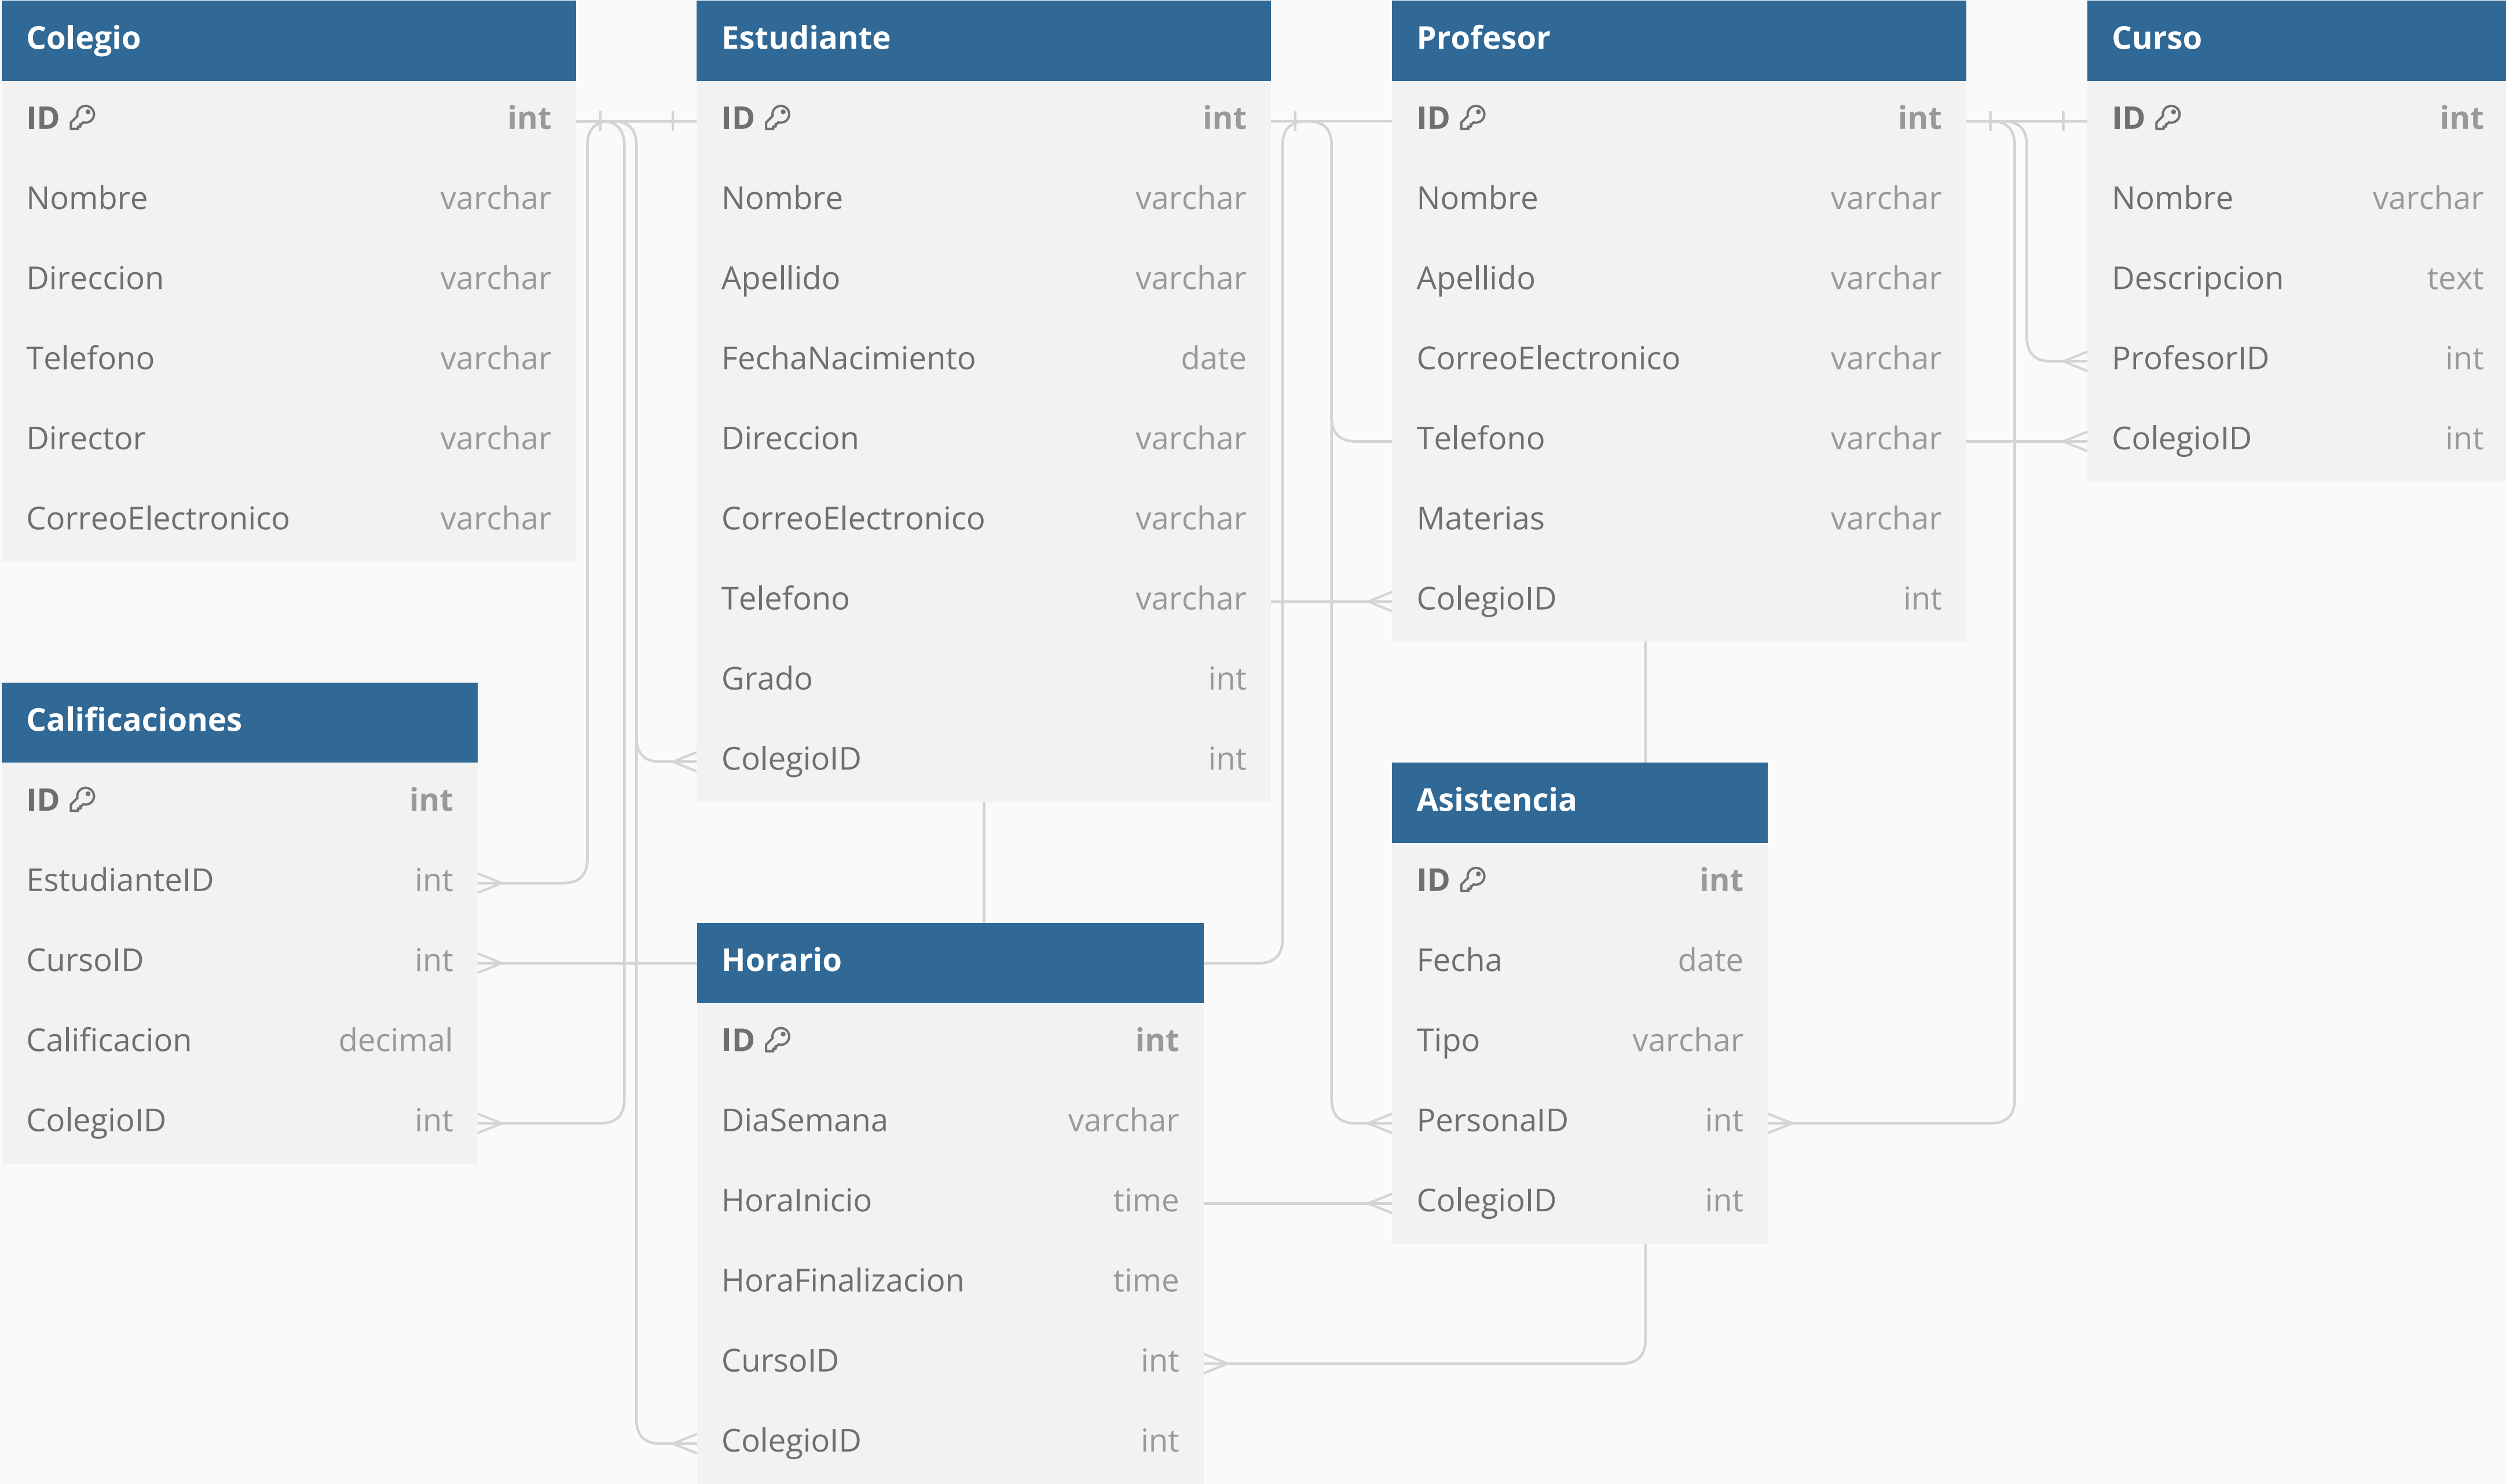 Colegio
ID int
Nombre varchar
Direccion varchar
Telefono varchar
Director varchar
CorreoElectronico varchar
Estudiante
ID int
Nombre varchar
Apellido varchar
FechaNacimiento date
Direccion varchar
CorreoElectronico varchar
Telefono varchar
Grado int
ColegioID int
Profesor
ID int
Nombre varchar
Apellido varchar
CorreoElectronico varchar
Telefono varchar
Materias varchar
ColegioID int
Curso
ID int
Nombre varchar
Descripcion text
ProfesorID int
ColegioID int
Calificaciones
ID int
EstudianteID int
CursoID int
Calificacion decimal
ColegioID int
Horario
ID int
DiaSemana varchar
HoraInicio time
HoraFinalizacion time
CursoID int
ColegioID int
Asistencia
ID int
Fecha date
Tipo varchar
PersonaID int
ColegioID int